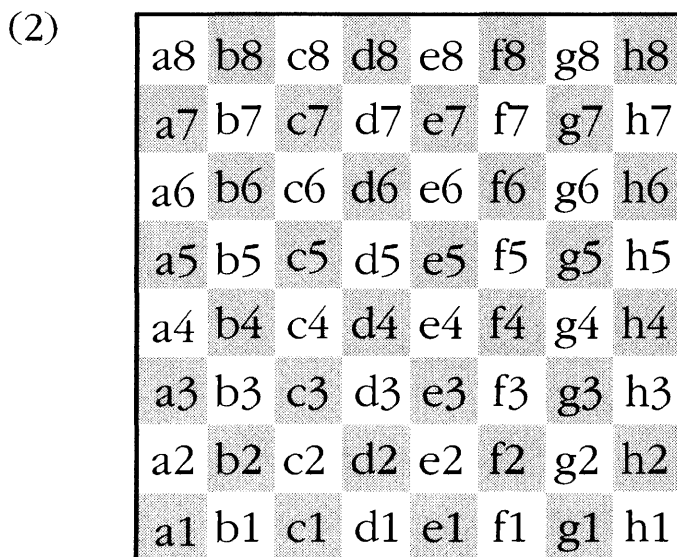 (2)
a8 b8 c8 d8 e8 f8 g8 h8
a7 b7 c7 d7 e7 f7 g7 h7
a6 b6 c6 d6 e6 f6 g6 h6
a5 b5 c5 d5 e5 f5 g5 h5
a4 b4 c4 d4 e4 f4 g4 h4
a3 b3 c3 d3 e3 f3 g3 h3
a2 b2 c2 d2 e2 f2 g2 h2
a1 b1 c1 d1 e1 f1 g1 h1